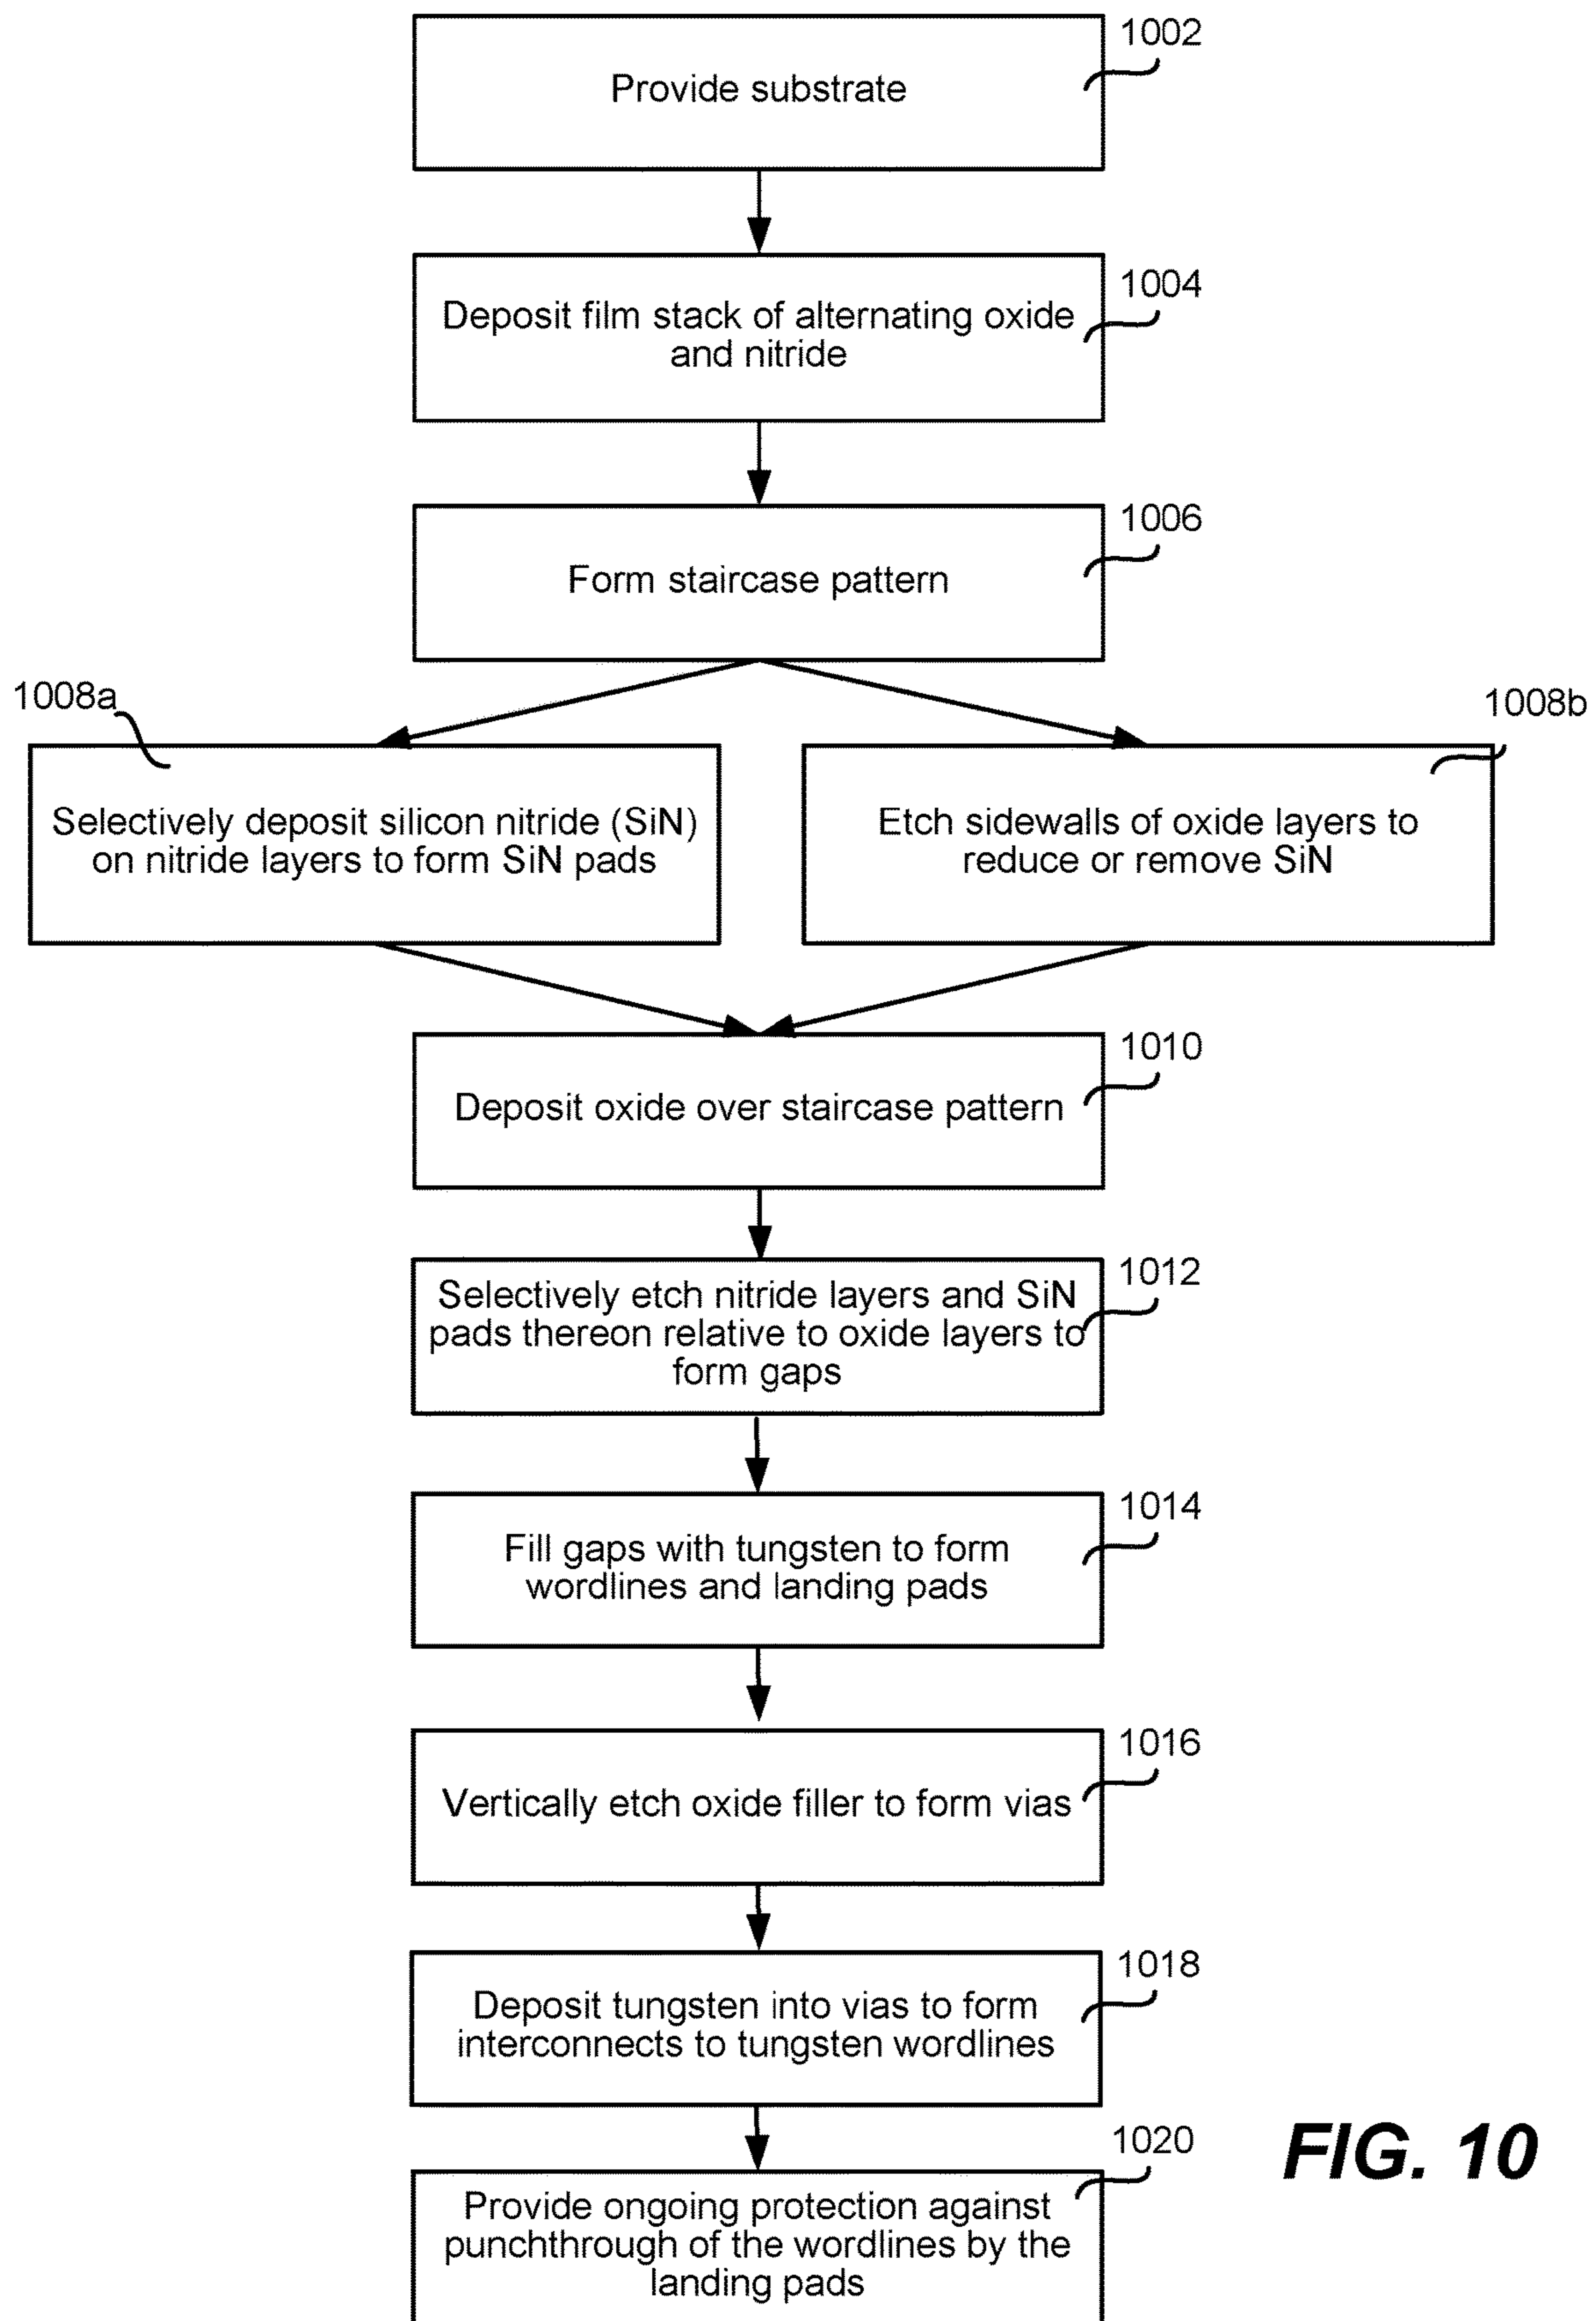 1002
Provide substrate
1004
Deposit film stack of alternating oxide
and nitride
1006
Form staircase pattern
1008a
1008b
Selectively deposit silicon nitride (SiN)
on nitride layers to form SiN pads
Etch sidewalls of oxide layers to
reduce or remove SiN
1010
Deposit oxide over staircase pattern
1012
Selectively etch nitride layers and SiN
pads thereon relative to oxide layers to
form gaps
1014
Fill gaps with tungsten to form
wordlines and landing pads
1016
Vertically etch oxide filler to form vias
1018
Deposit tungsten into vias to form
interconnects to tungsten wordlines
1020
Provide ongoing protection against
punchthrough of the wordlines by the
landing pads
FIG. 10